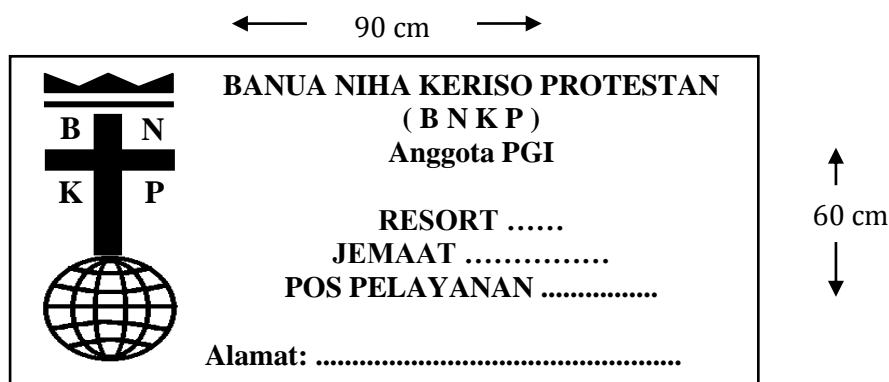 90 cm
BANUA NIHA KERISO PROTESTAN
( B N K P )
Anggota PGI
B N
K P
RESORT ……
JEMAAT ……………
POS PELAYANAN ................
60 cm
Alamat: ..................................................